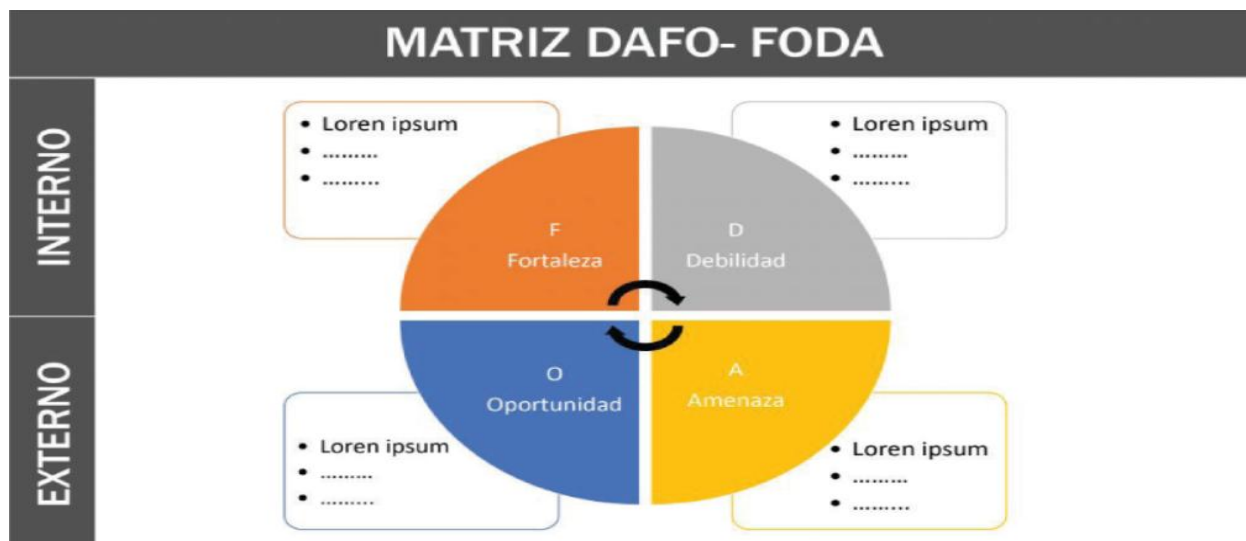 MATRIZ DAFO- FODA
INTERNO
• Loren ipsum
• .........
• .........
F
Fortaleza
• Loren ipsum
• .........
• .........
D
Debilidad
EXTERNO
O
Oportunidad
• Loren ipsum
• .........
• .........
A
Amenaza
• Loren ipsum
• .........
• .........